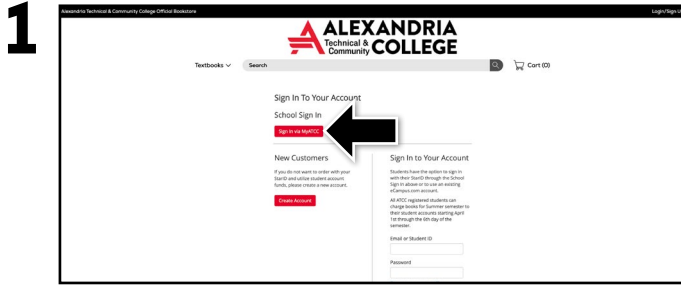 1
Alexandria Technical & Community College Official Bookstore
Login/Sign-U
ALEXANDRIA
Technical &
Community COLLEGE
Textbooks
Search
Cart (0)
Sign In To Your Account
School Sign In
Sign In via MyATCC
New Customers
If you do not want to order with your
StarID and utilize student account
funds, please create a new account.
Create Account
Sign In to Your Account
Students have the option to sign in
with their StarID through the School
Sign In above or to use an existing
eCampus.com account.
All ATCC registered students can
charge books for Summer semester to
their student accounts starting April
1st through the 6th day of the
semester.
Email or Student ID
Password